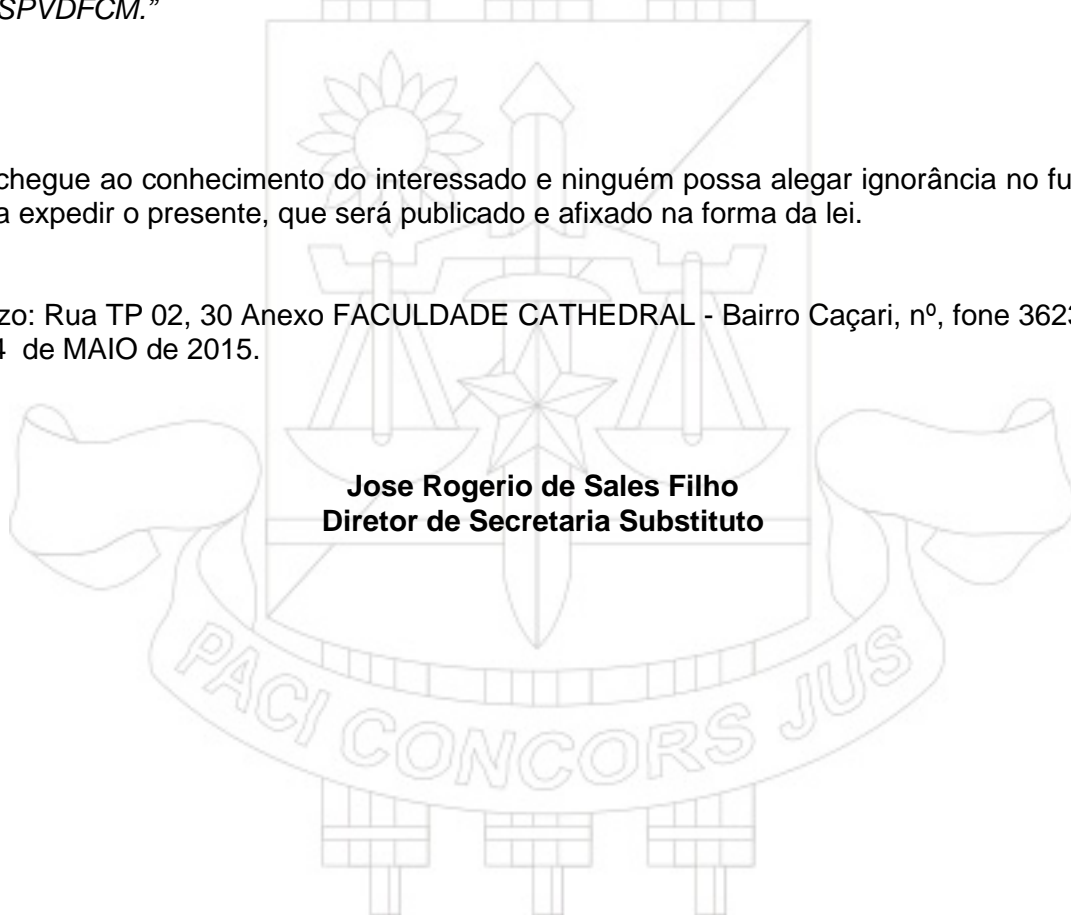 SPVDFCM.”
chegue ao conhecimento do interessado e ninguém possa alegar ignorância no fu
a expedir o presente, que será publicado e afixado na forma da lei.
zo: Rua TP 02, 30 Anexo FACULDADE CATHEDRAL - Bairro Caçari, nº, fone 3623
4 de MAIO de 2015.
Jose Rogerio de Sales Filho
Diretor de Secretaria Substituto
PACI CONCORS JUS